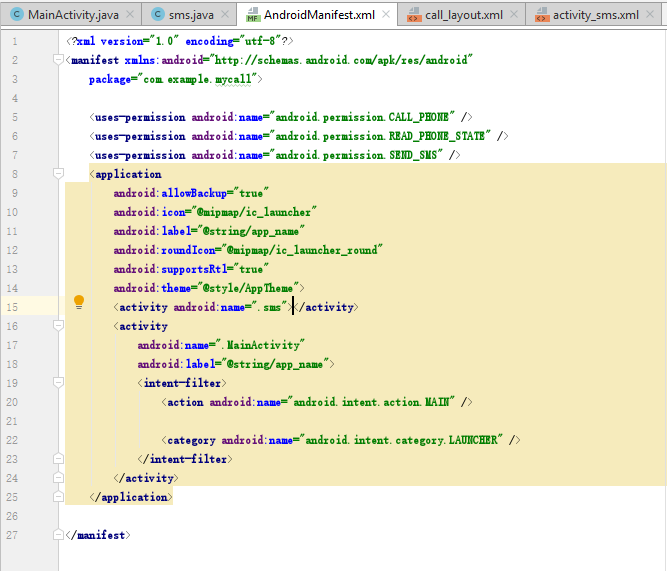 MainActivity.java × sms.java × AndroidManifest.xml × call_layout.xml × activity_sms.xml ×
1 <?xml version="1.0" encoding="utf-8"?>
2 <manifest xmlns:android="http://schemas.android.com/apk/res/android"
3 package="com.example.mycall">
4
5 <uses-permission android:name="android.permission.CALL_PHONE" />
6 <uses-permission android:name="android.permission.READ_PHONE_STATE" />
7 <uses-permission android:name="android.permission.SEND_SMS" />
8 <application
9 android:allowBackup="true"
10 android:icon="@mipmap/ic_launcher"
11 android:label="@string/app_name"
12 android:roundIcon="@mipmap/ic_launcher_round"
13 android:supportsRtl="true"
14 android:theme="@style/AppTheme">
15 <activity android:name=".sms"></activity>
16 <activity
17 android:name=".MainActivity"
18 android:label="@string/app_name">
19 <intent-filter>
20 <action android:name="android.intent.action.MAIN" />
21
22 <category android:name="android.intent.category.LAUNCHER" />
23 </intent-filter>
24 </activity>
25 </application>
26
27 </manifest>